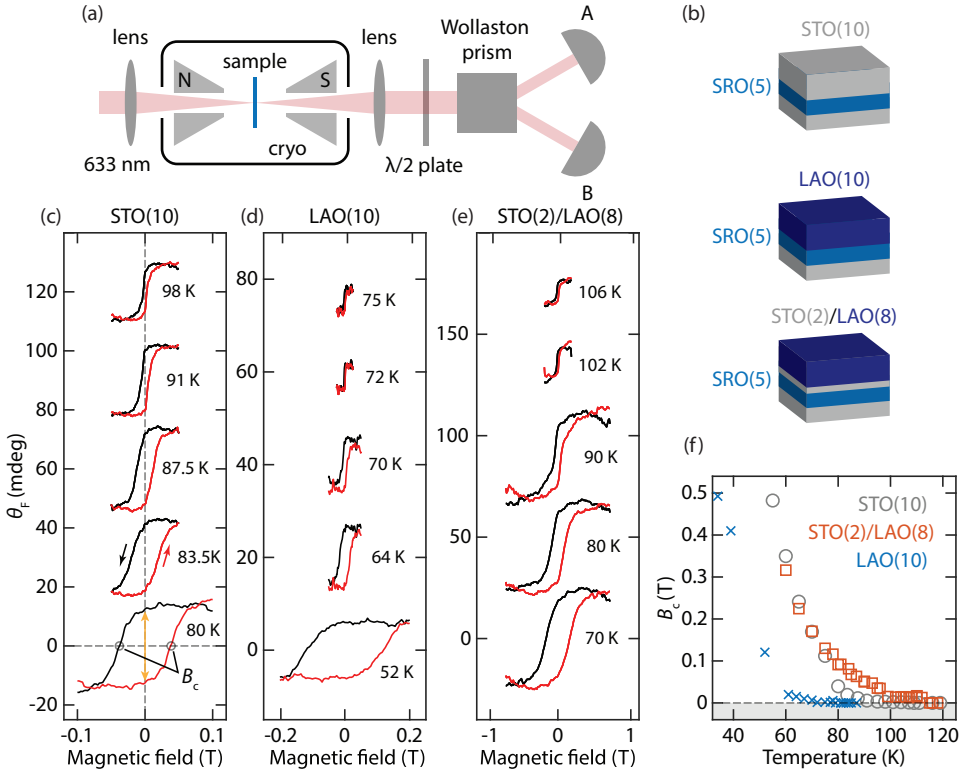 (a)
lens
N
sample
S
lens
Wollaston
prism
A
633 nm
cryo
λ/2 plate
B
(b)
STO(10)
SRO(5)
LAO(10)
SRO(5)
STO(2)/LAO(8)
SRO(5)
(c)
STO(10)
θF (mdeg)
120
100
80
60
40
20
0
-20
98 K
91 K
87.5 K
83.5K
80 K
Bc
-0.1
0
0.1
Magnetic field (T)
(d)
LAO(10)
80
60
40
20
0
75 K
72 K
70 K
64 K
52 K
-0.2
0
0.2
Magnetic field (T)
(e)
STO(2)/LAO(8)
150
100
50
0
106 K
102 K
90 K
80 K
70 K
-1
0
1
Magnetic field (T)
(f)
Bc (T)
0.5
0.4
0.3
0.2
0.1
0
STO(10)
STO(2)/LAO(8)
LAO(10)
40
60
80
100
120
Temperature (K)